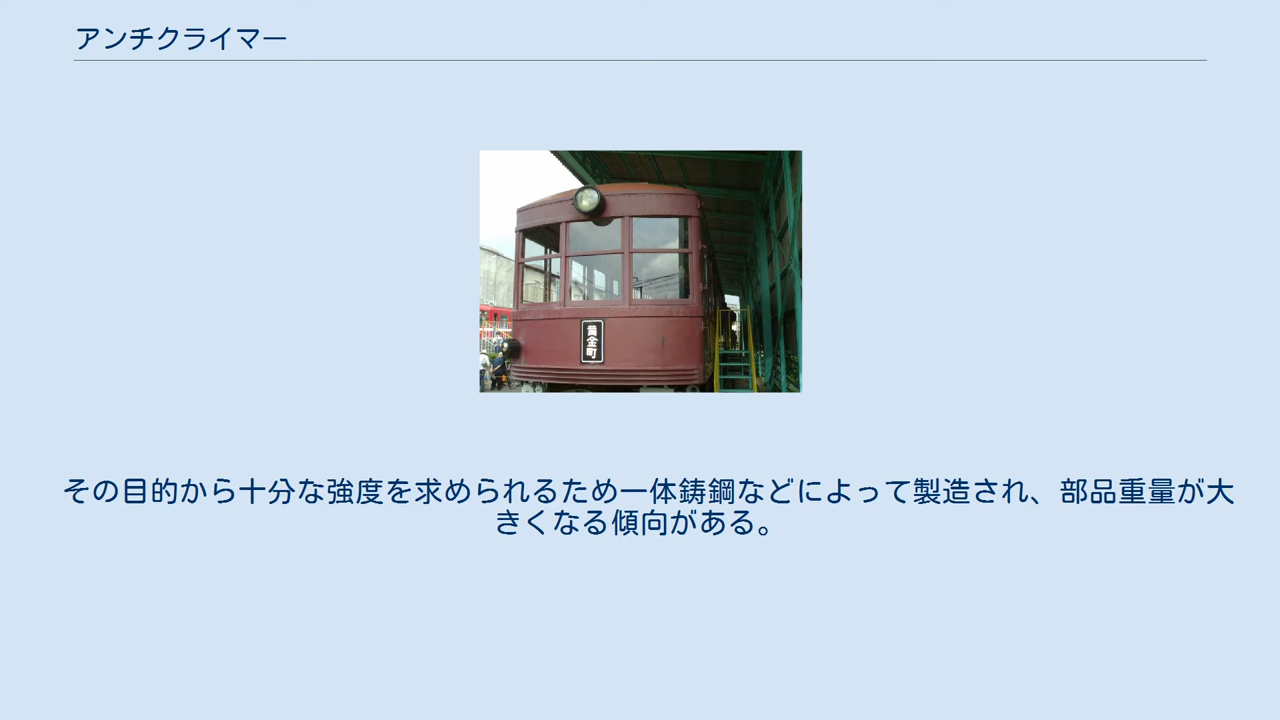 アンチクライマー
黄金町
その目的から十分な強度を求められるため一体鋳鋼などによって製造され、部品重量が大
きくなる傾向がある。